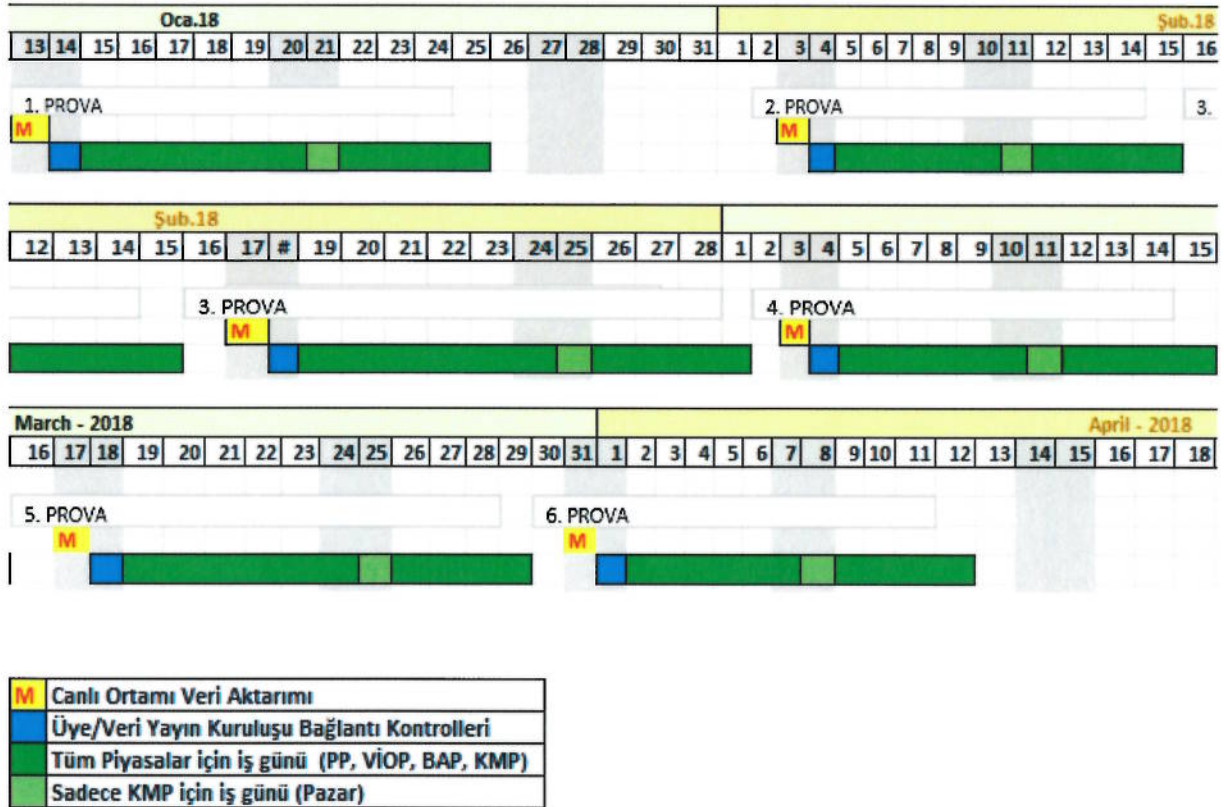 Oca.18 Şub.18
13 14 15 16 17 18 19 20 21 22 23 24 25 26 27 28 29 30 31 1 2 3 4 5 6 7 8 9 10 11 12 13 14 15 16
1. PROVA 2. PROVA 3.
M M
Şub.18
12 13 14 15 16 17 # 19 20 21 22 23 24 25 26 27 28 1 2 3 4 5 6 7 8 9 10 11 12 13 14 15
3. PROVA 4. PROVA
M M
March - 2018 April - 2018
16 17 18 19 20 21 22 23 24 25 26 27 28 29 30 31 1 2 3 4 5 6 7 8 9 10 11 12 13 14 15 16 17 18
5. PROVA 6. PROVA
M M
M Canlı Ortamı Veri Aktarımı
Üye/Veri Yayın Kuruluşu Bağlantı Kontrolleri
Tüm Piyasalar için iş günü (PP, VİOP, BAP, KMP)
Sadece KMP için iş günü (Pazar)